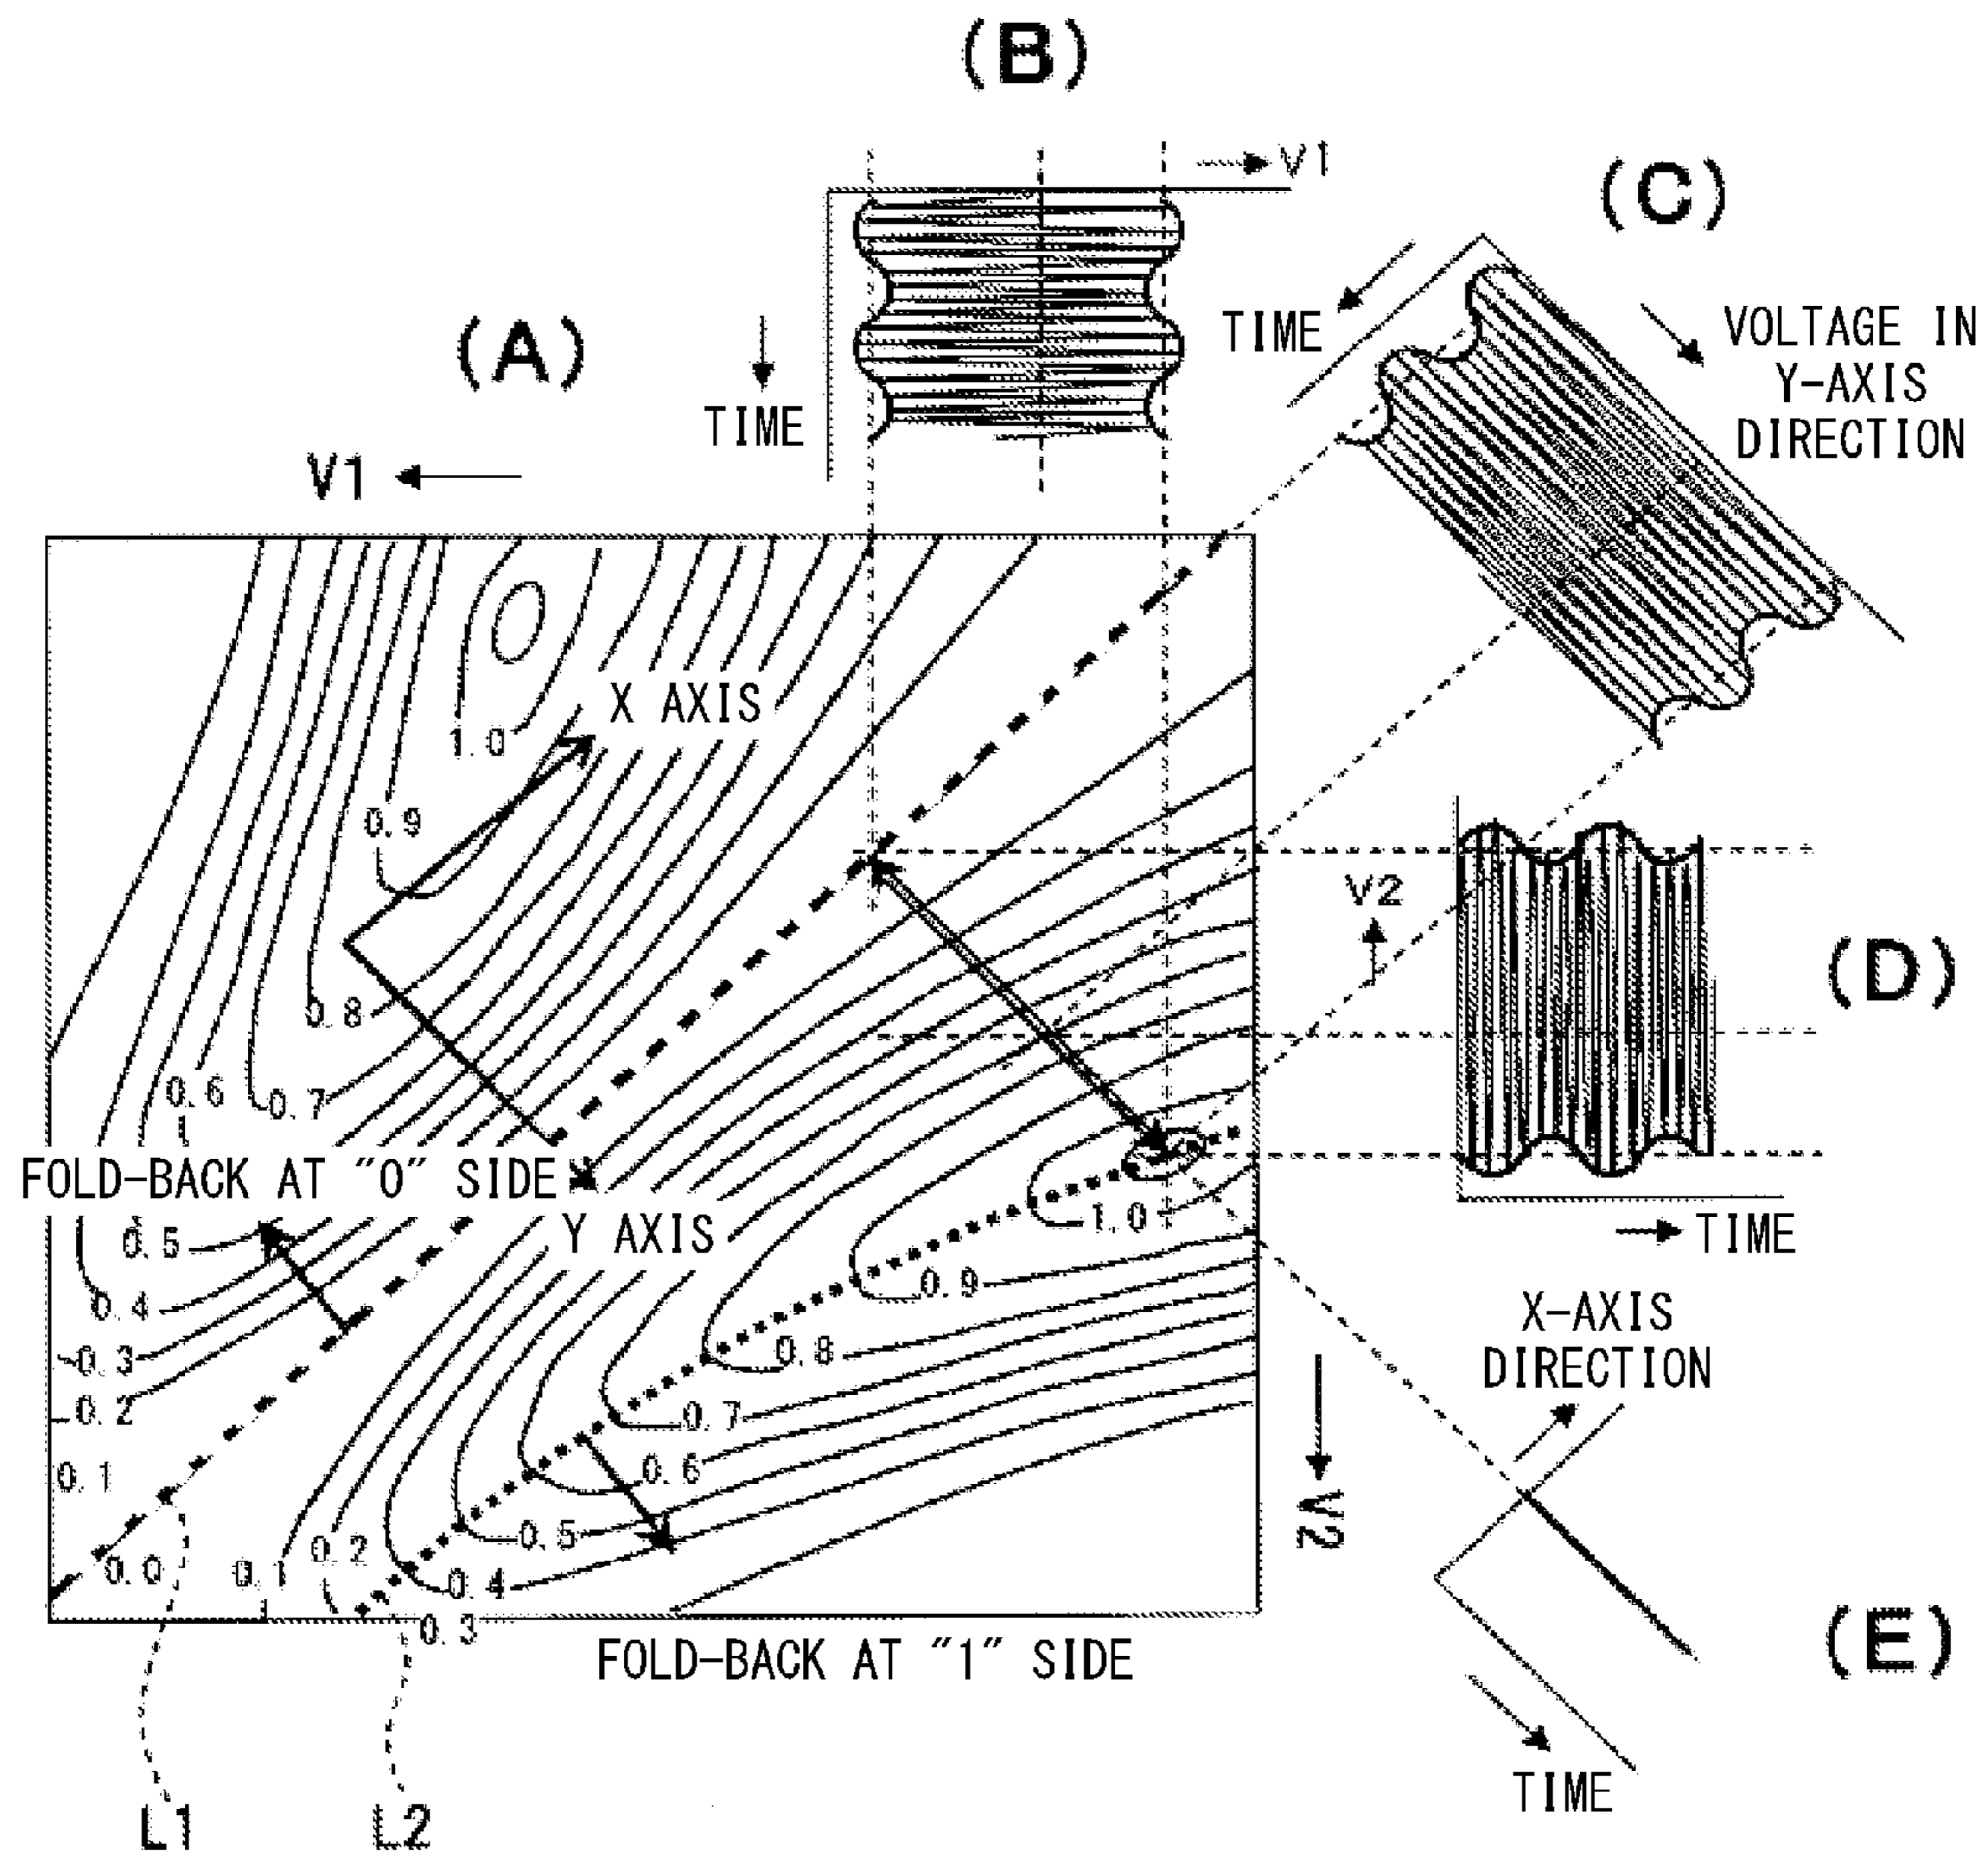 (B)
V1
(C)
TIME
VOLTAGE IN
Y-AXIS
DIRECTION
(A)
TIME
V1
X AXIS
1.0
0.9
V2
(D)
0.8
0.6
0.7
FOLD-BACK AT "0" SIDE
Y AXIS
1.0
TIME
0.5
0.9
0.4
X-AXIS
DIRECTION
0.3
0.8
0.2
0.7
0.1
0.6
V2
0.5
0.0
0.1
0.2
0.4
0.3
FOLD-BACK AT "1" SIDE
(E)
TIME
L1
L2